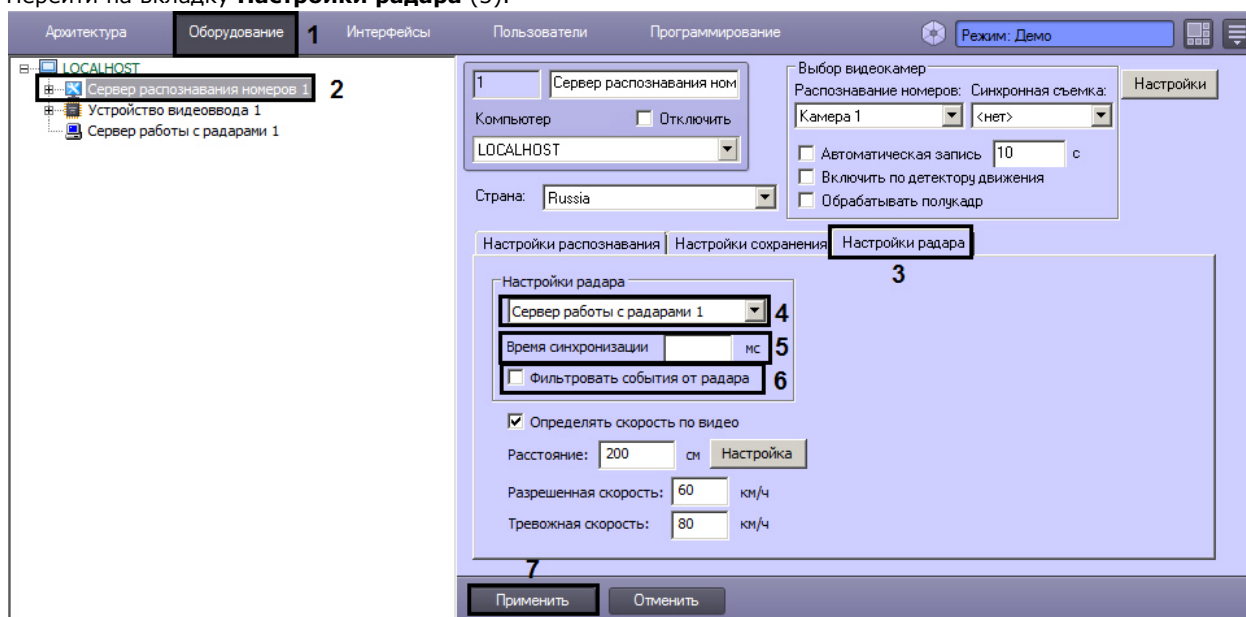 Перейти на вкладку Настройки радара (3).
Архитектура Оборудование 1 Интерфейсы Пользователи Программирование Режим: Демо
LOCALHOST
Сервер распознавания номеров 1 2
Устройство видеоввода 1
Сервер работы с радарами 1
1 Сервер распознавания ном
Компьютер Отключить
LOCALHOST
Страна: Russia
Выбор видеокамер
Распознавание номеров: Синхронная съемка:
Камера 1 <нет>
Автоматическая запись 10 с
Включить по детектору движения
Обрабатывать полукадр
Настройки
Настройки распознавания Настройки сохранения Настройки радара
3
Настройки радара
Сервер работы с радарами 1 4
Время синхронизации мс 5
Фильтровать события от радара 6
Определять скорость по видео
Расстояние: 200 см Настройка
Разрешенная скорость: 60 км/ч
Тревожная скорость: 80 км/ч
7
Применить Отменить